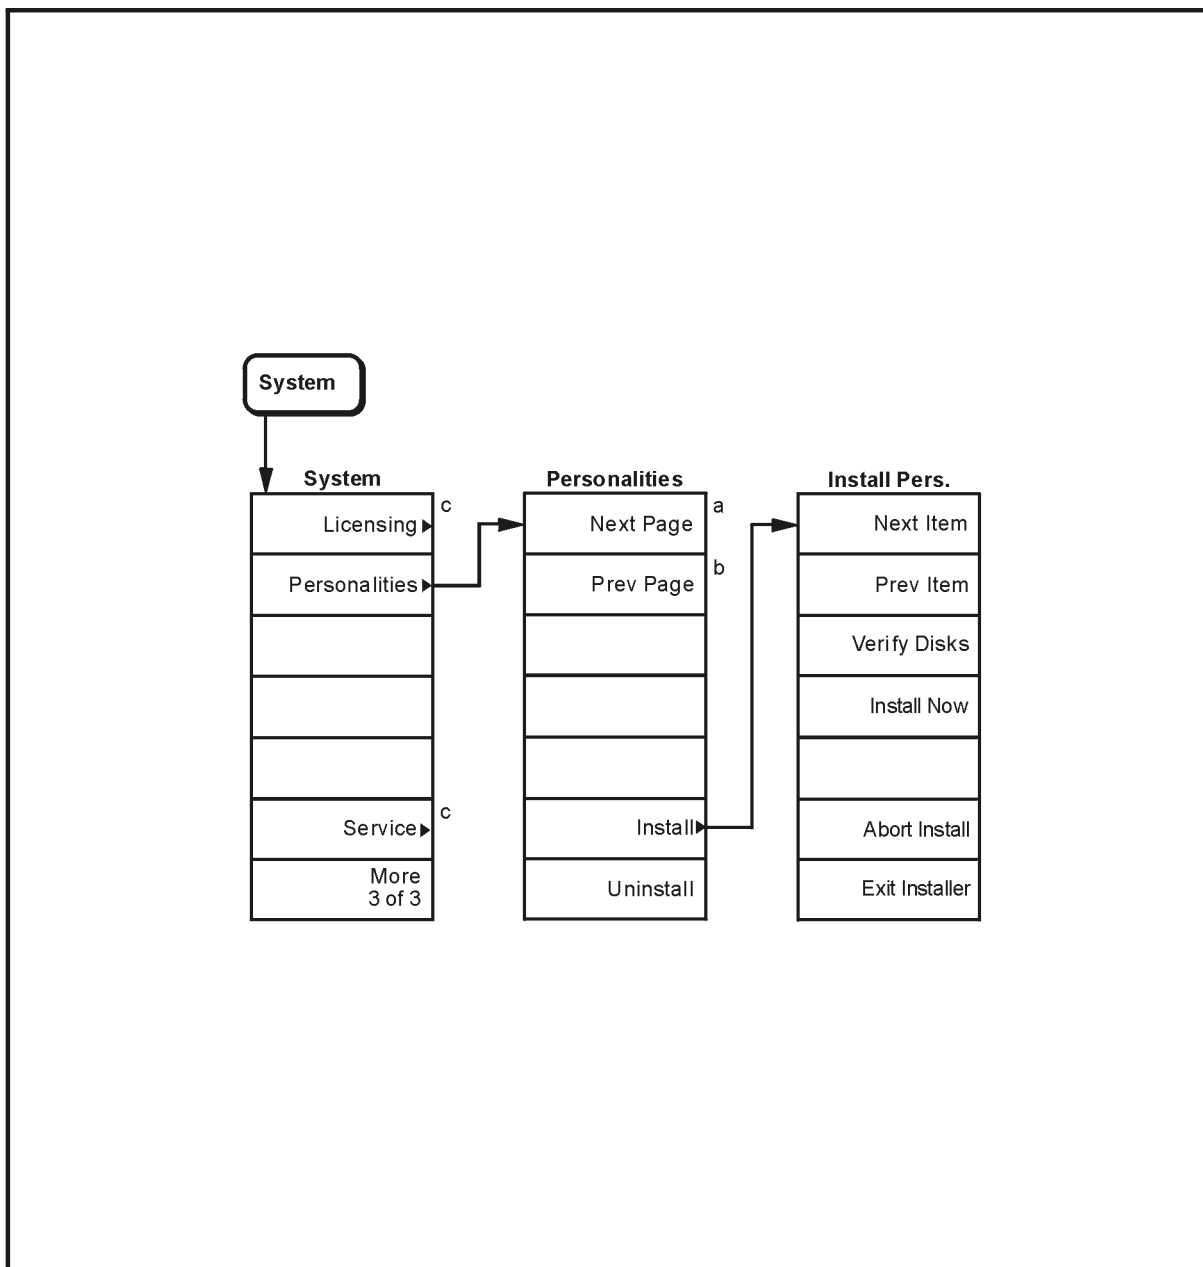 System
System
Licensing
c
Personalities
Service
c
More
3 of 3
Personalities
Next Page
a
Prev Page
b
Install
Uninstall
Install Pers.
Next Item
Prev Item
Verify Disks
Install Now
Abort Install
Exit Installer